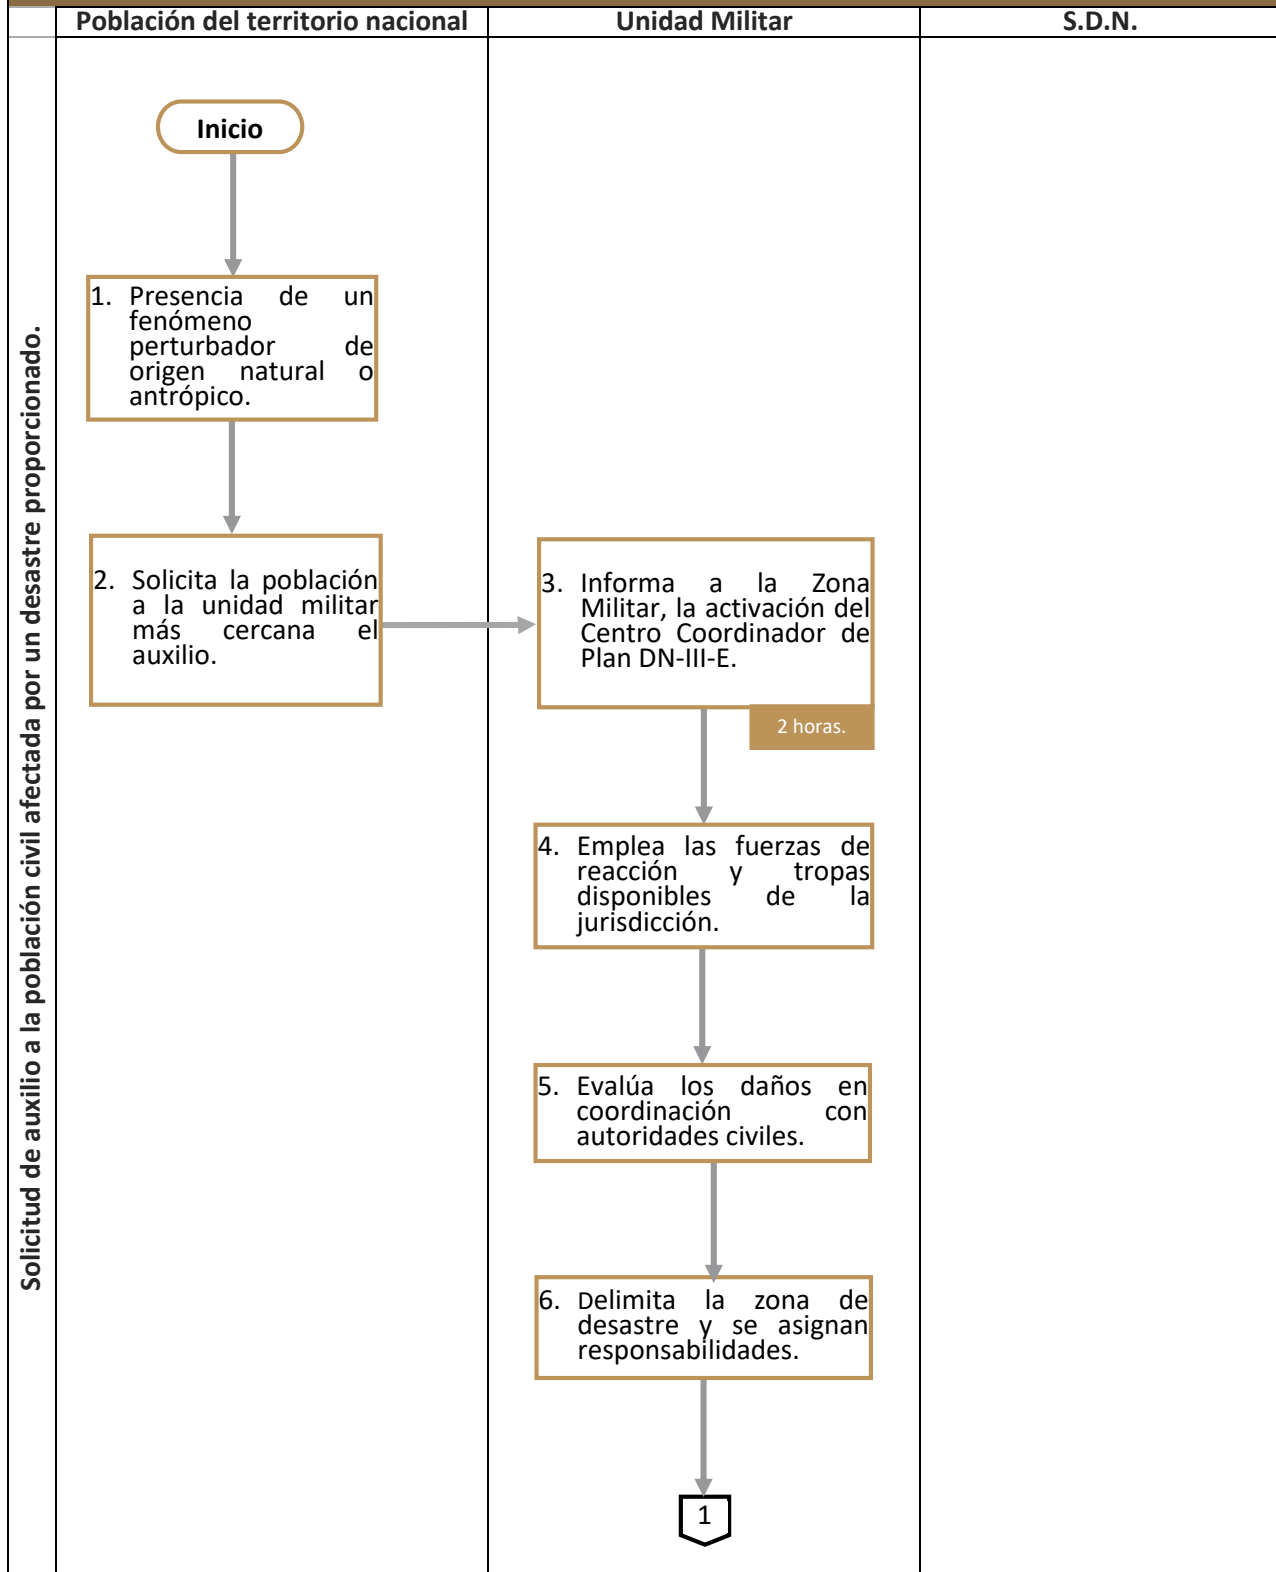 Población del territorio nacional
Unidad Militar
S.D.N.
Solicitud de auxilio a la población civil afectada por un desastre proporcionado.
Inicio
1. Presencia de un
fenómeno
perturbador de
origen natural o
antrópico.
2. Solicita la población
a la unidad militar
más cercana el
auxilio.
3. Informa a la Zona
Militar, la activación del
Centro Coordinador de
Plan DN-III-E.
2 horas.
4. Emplea las fuerzas de
reacción y tropas
disponibles de la
jurisdicción.
5. Evalúa los daños en
coordinación con
autoridades civiles.
6. Delimita la zona de
desastre y se asignan
responsabilidades.
1